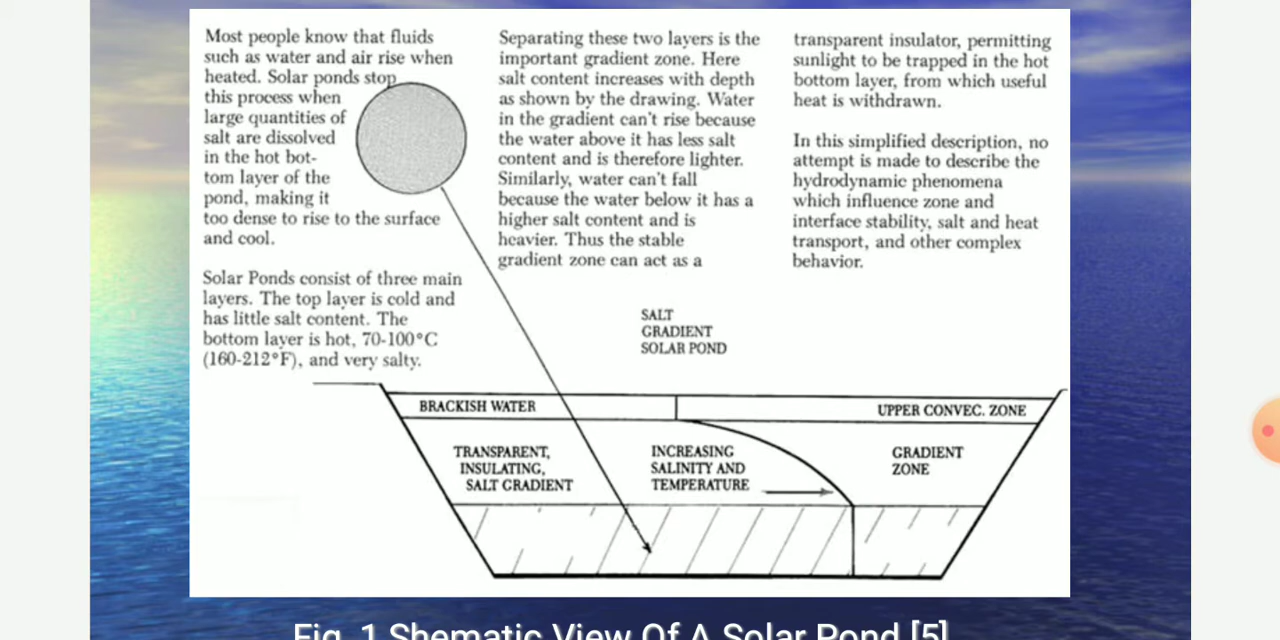 Most people know that fluids
such as water and air rise when
heated. Solar ponds stop
this process when
large quantities of
salt are dissolved
in the hot bot-
tom layer of the
pond, making it
too dense to rise to the surface
and cool.
Solar Ponds consist of three main
layers. The top layer is cold and
has little salt content. The
bottom layer is hot, 70-100°C
(160-212°F), and very salty.
Separating these two layers is the
important gradient zone. Here
salt content increases with depth
as shown by the drawing. Water
in the gradient can't rise because
the water above it has less salt
content and is therefore lighter.
Similarly, water can't fall
because the water below it has a
higher salt content and is
heavier. Thus the stable
gradient zone can act as a
transparent insulator, permitting
sunlight to be trapped in the hot
bottom layer, from which useful
heat is withdrawn.
In this simplified description, no
attempt is made to describe the
hydrodynamic phenomena
which influence zone and
interface stability, salt and heat
transport, and other complex
behavior.
SALT
GRADIENT
SOLAR POND
BRACKISH WATER
UPPER CONVEC. ZONE
TRANSPARENT,
INSULATING,
SALT GRADIENT
INCREASING
SALINITY AND
TEMPERATURE
GRADIENT
ZONE
Fig. 1 Shematic View Of A Solar Pond [5]